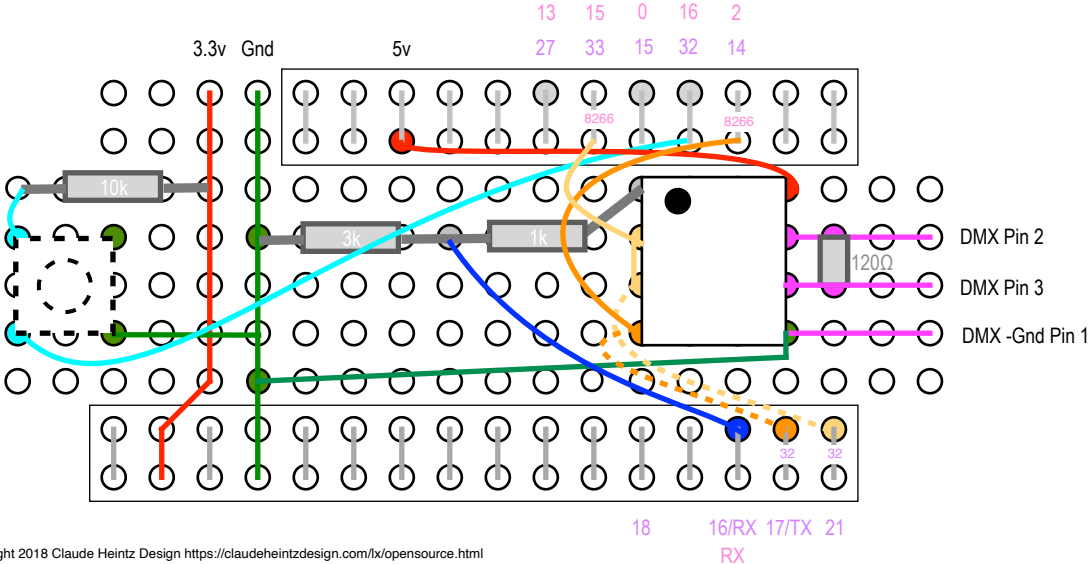 13 15 0 16 2
3.3v Gnd 5v 27 33 15 32 14
8266 8266
10k
3k 1k
DMX Pin 2
120Ω
DMX Pin 3
DMX -Gnd Pin 1
32 32
18 16/RX 17/TX 21
RX
ght 2018 Claude Heintz Design https://claudeheintzdesign.com/lx/opensource.html